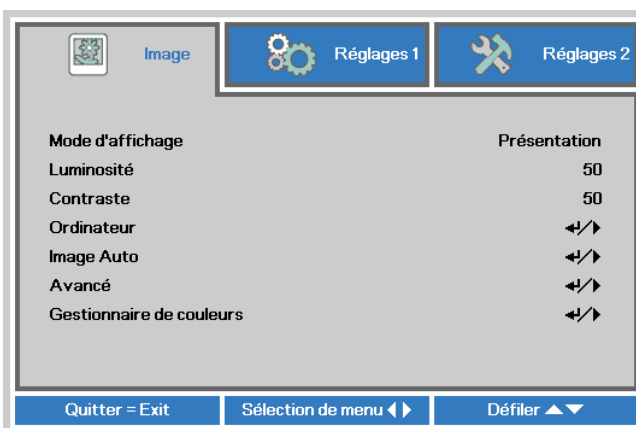 Image Réglages 1 Réglages 2
Mode d'affichage Présentation
Luminosité 50
Contraste 50
Ordinateur ↵/▶
Image Auto ↵/▶
Avancé ↵/▶
Gestionnaire de couleurs ↵/▶
Quitter = Exit Sélection de menu ◀ ▶ Défiler ▲▼